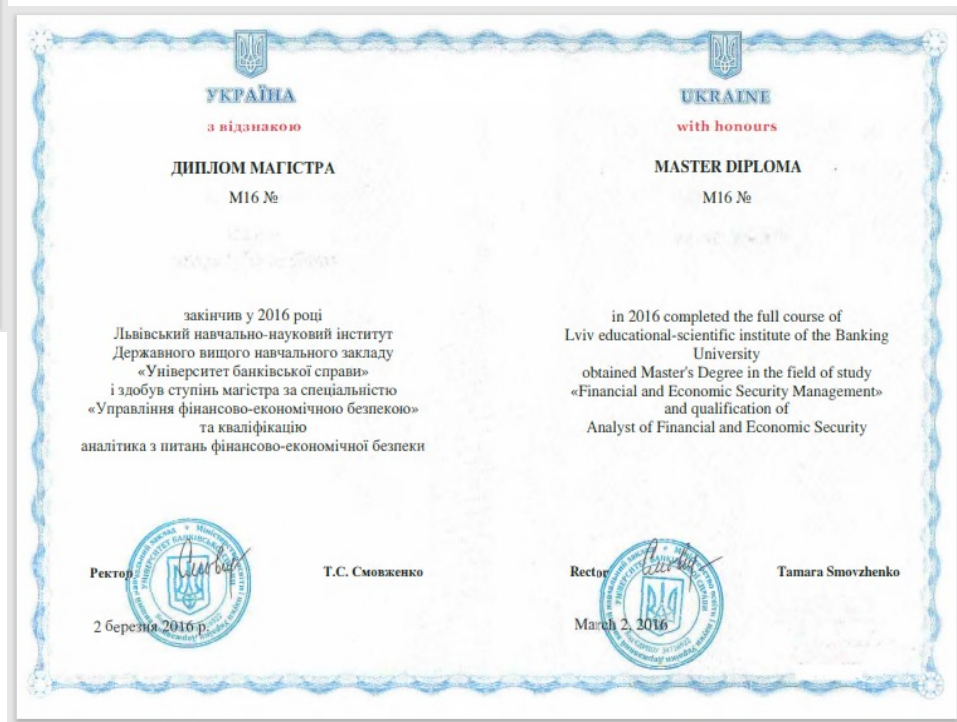 УКРАЇНА
з відзнакою
ДИПЛОМ МАГІСТРА
М16 №
закінчив у 2016 році
Львівський навчально-науковий інститут
Державного вищого навчального закладу
«Університет банківської справи»
і здобув ступінь магістра за спеціальністю
«Управління фінансово-економічною безпекою»
та кваліфікацію
аналітика з питань фінансово-економічної безпеки
Ректор
Т.С. Смовженко
2 березня 2016 р.
UKRAINE
with honours
MASTER DIPLOMA
M16 №
in 2016 completed the full course of
Lviv educational-scientific institute of the Banking
University
obtained Master's Degree in the field of study
«Financial and Economic Security Management»
and qualification of
Analyst of Financial and Economic Security
Rector
Tamara Smovzhenko
March 2, 2016